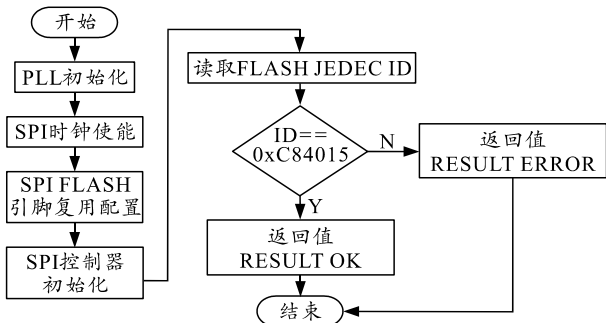 开始
PLL初始化
SPI时钟使能
SPI FLASH
引脚复用配置
SPI控制器
初始化
读取FLASH JEDEC ID
ID==
0xC84015
N
Y
返回值
RESULT ERROR
返回值
RESULT OK
结束